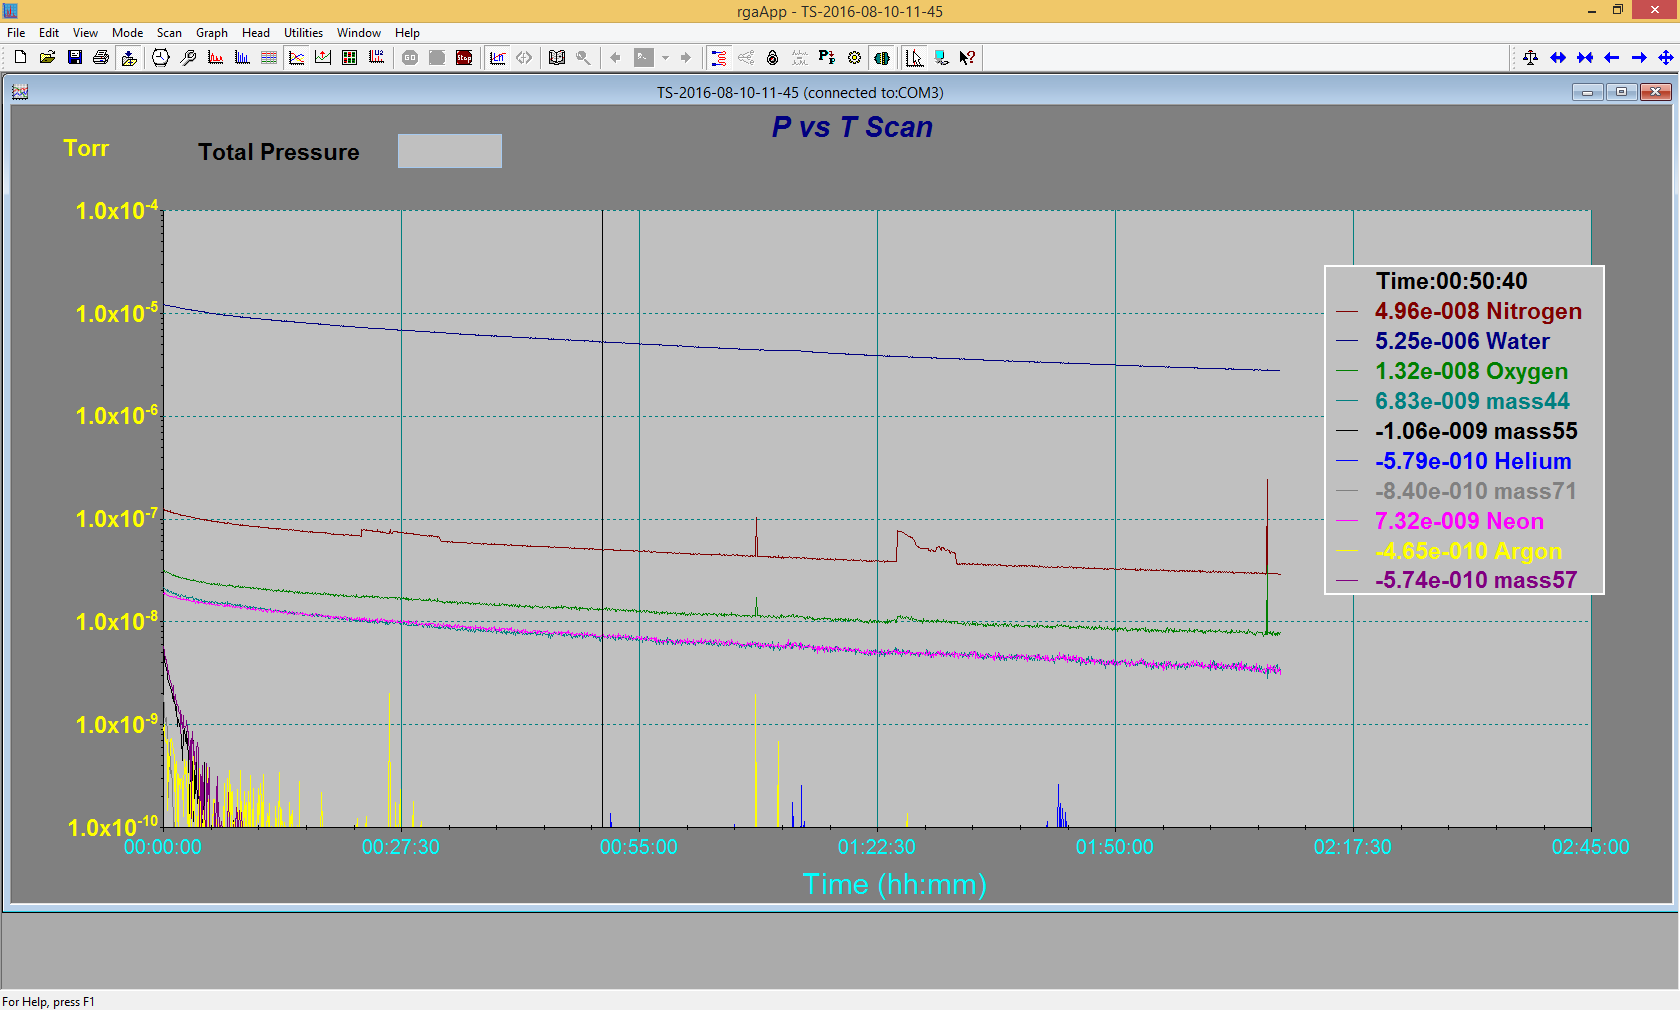 rgaApp - TS-2016-08-10-11-45
File Edit View Mode Scan Graph Head Utilities Window Help
GO Stop
TS-2016-08-10-11-45 (connected to:COM3)
P vs T Scan
Torr
Total Pressure
1.0x10-4
1.0x10-5
1.0x10-6
1.0x10-7
1.0x10-8
1.0x10-9
1.0x10-10
Time:00:50:40
4.96e-008 Nitrogen
5.25e-006 Water
1.32e-008 Oxygen
6.83e-009 mass44
-1.06e-009 mass55
-5.79e-010 Helium
-8.40e-010 mass71
7.32e-009 Neon
-4.65e-010 Argon
-5.74e-010 mass57
00:00:00 00:27:30 00:55:00 01:22:30 01:50:00 02:17:30 02:45:00
Time (hh:mm)
For Help, press F1